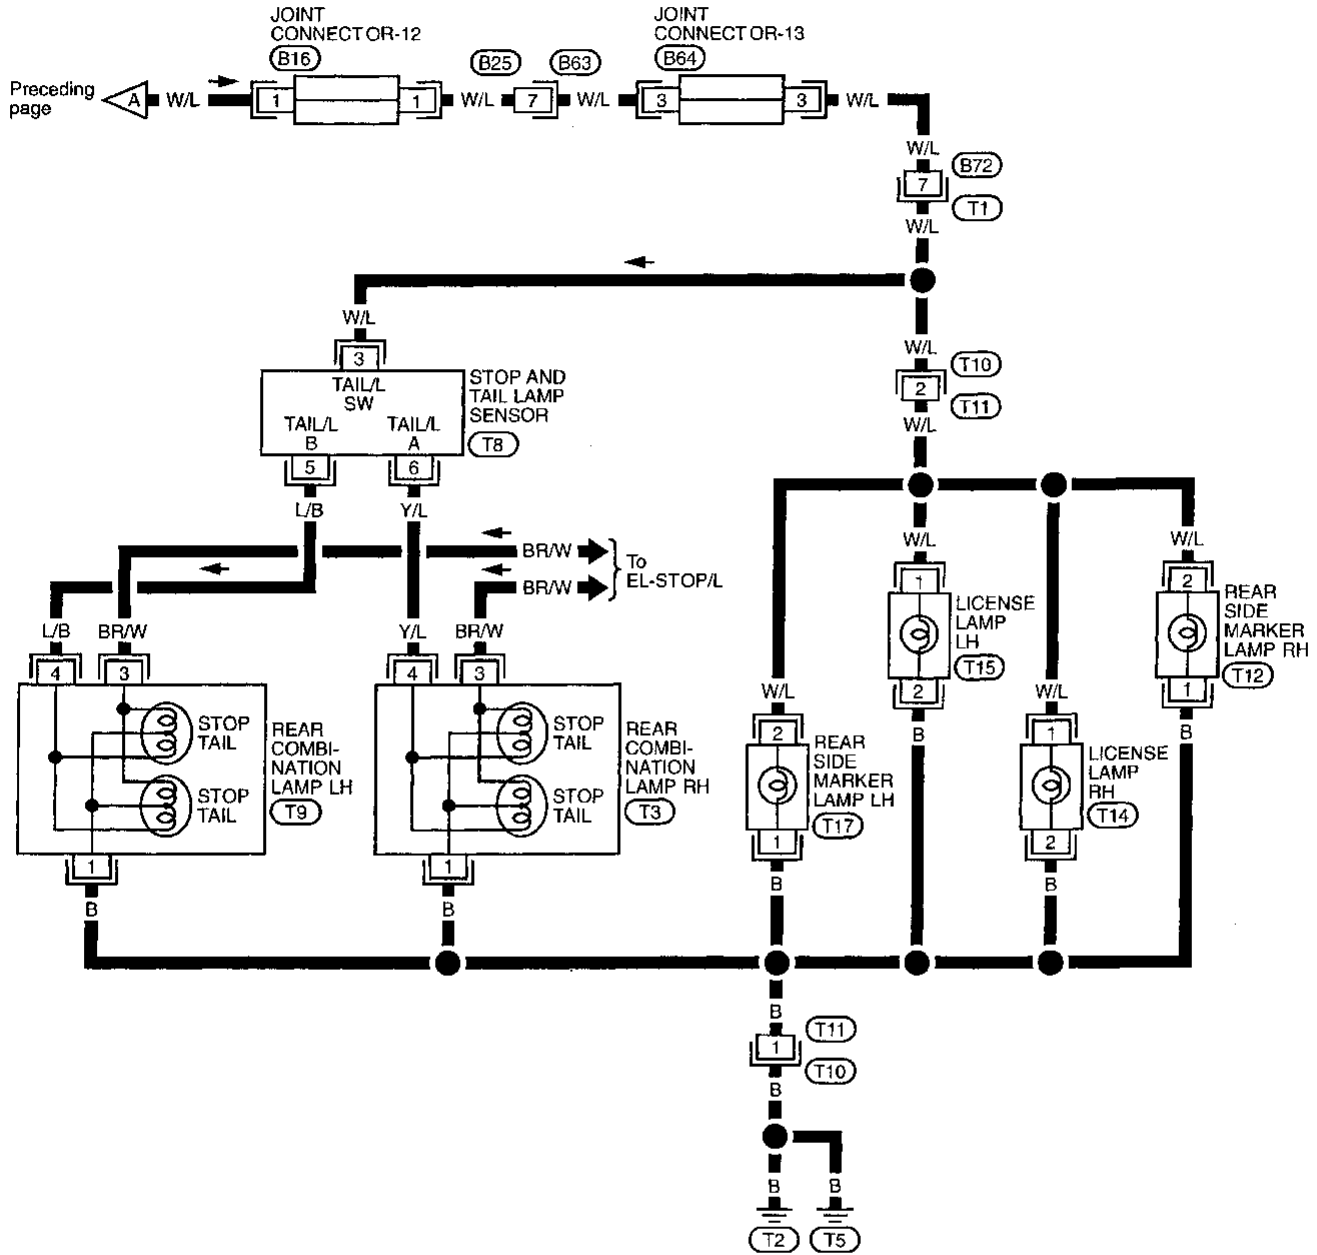 JOINT
CONNECTOR-12
B16
JOINT
CONNECTOR-13
B64
B25
B63
Preceding
page
A
W/L
1
1
W/L
7
W/L
3
3
W/L
W/L
B72
7
T1
W/L
W/L
3
TAIL/L
SW
TAIL/L
B
TAIL/L
A
STOP AND
TAIL LAMP
SENSOR
T8
5
6
L/B
Y/L
W/L
T10
2
T11
W/L
BR/W
BR/W
To
EL-STOP/L
L/B
BR/W
Y/L
BR/W
4
3
4
3
STOP
TAIL
STOP
TAIL
REAR
COMBI-
NATION
LAMP LH
T9
1
B
STOP
TAIL
STOP
TAIL
REAR
COMBI-
NATION
LAMP RH
T3
1
B
W/L
2
REAR
SIDE
MARKER
LAMP LH
T17
1
B
W/L
1
LICENSE
LAMP
LH
T15
2
B
W/L
1
LICENSE
LAMP
RH
T14
2
B
W/L
2
REAR
SIDE
MARKER
LAMP RH
T12
1
B
B
T11
1
T10
B
B
B
T2
T5